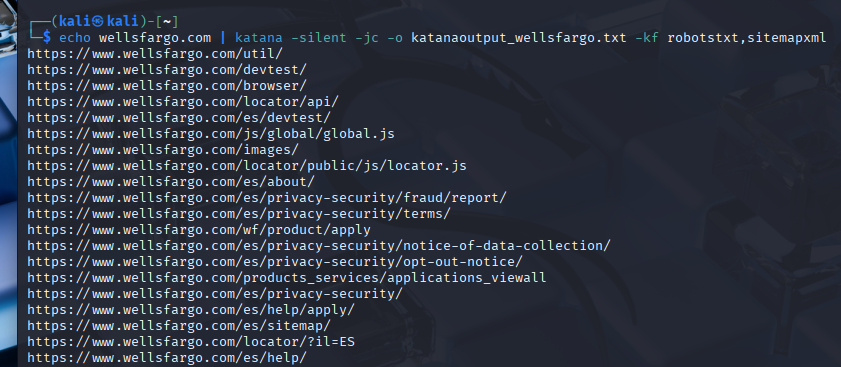 ┌──(kali㉿kali)-[~]
└─$ echo wellsfargo.com | katana -silent -jc -o katanaoutput_wellsfargo.txt -kf robotstxt,sitemapxml
https://www.wellsfargo.com/util/
https://www.wellsfargo.com/devtest/
https://www.wellsfargo.com/browser/
https://www.wellsfargo.com/locator/api/
https://www.wellsfargo.com/es/devtest/
https://www.wellsfargo.com/js/global/global.js
https://www.wellsfargo.com/images/
https://www.wellsfargo.com/locator/public/js/locator.js
https://www.wellsfargo.com/es/about/
https://www.wellsfargo.com/es/privacy-security/fraud/report/
https://www.wellsfargo.com/es/privacy-security/terms/
https://www.wellsfargo.com/wf/product/apply
https://www.wellsfargo.com/es/privacy-security/notice-of-data-collection/
https://www.wellsfargo.com/es/privacy-security/opt-out-notice/
https://www.wellsfargo.com/products_services/applications_viewall
https://www.wellsfargo.com/es/privacy-security/
https://www.wellsfargo.com/es/help/apply/
https://www.wellsfargo.com/es/sitemap/
https://www.wellsfargo.com/locator/?il=ES
https://www.wellsfargo.com/es/help/